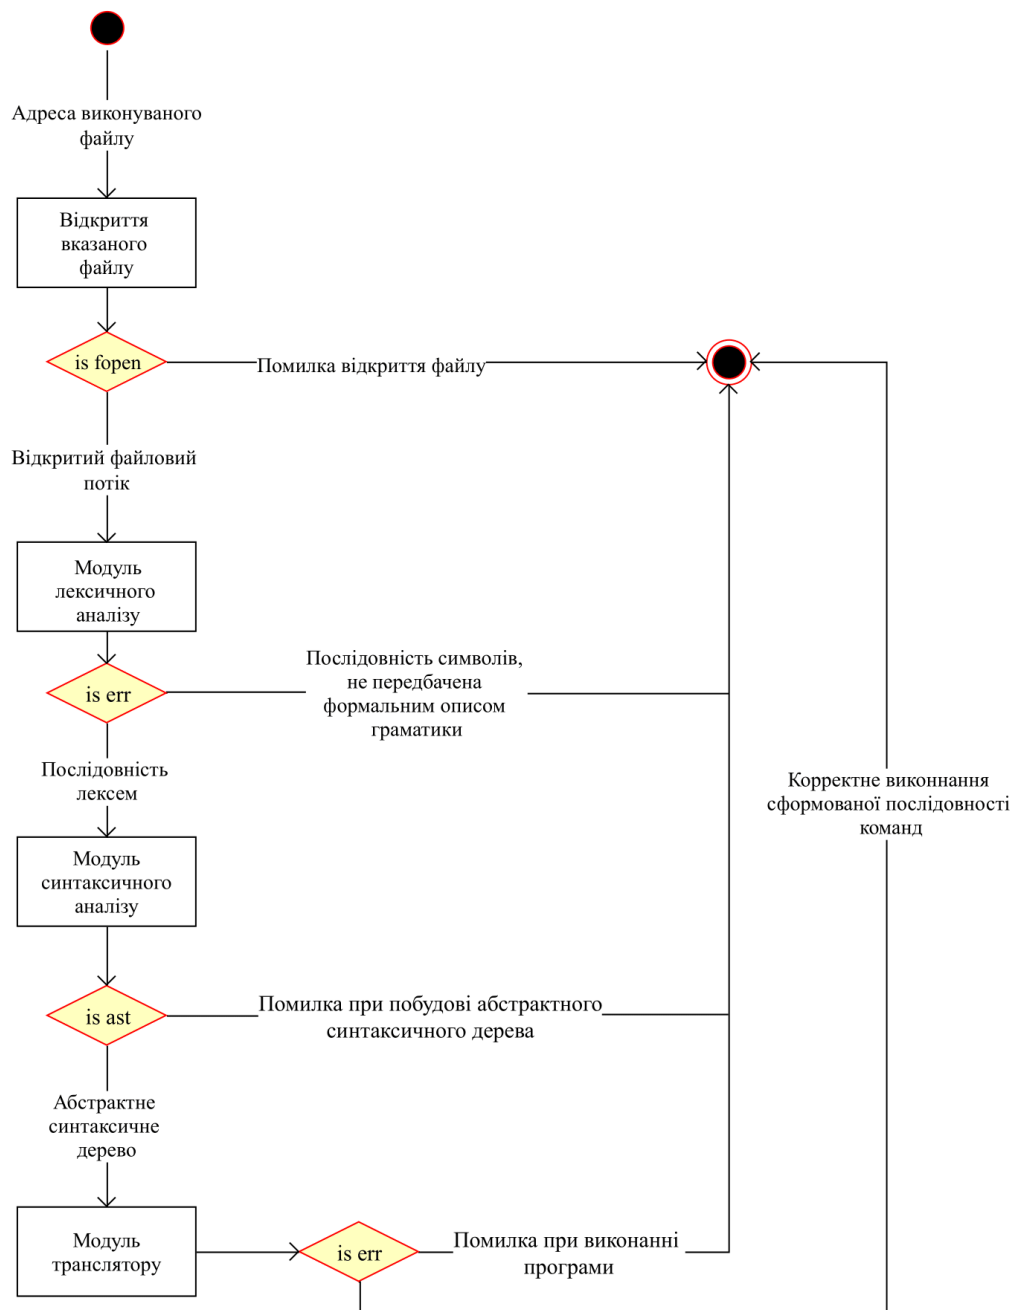 Адреса виконуваного
файлу
Відкриття
вказаного
файлу
is fopen
Помилка відкриття файлу
Відкритий файловий
потік
Модуль
лексичного
аналізу
is err
Послідовність символів,
не передбачена
формальним описом
граматики
Послідовність
лексем
Корректне виконнання
сформованої послідовності
команд
Модуль
синтаксичного
аналізу
is ast
Помилка при побудові абстрактного
синтаксичного дерева
Абстрактне
синтаксичне
дерево
Модуль
транслятору
is err
Помилка при виконанні
програми